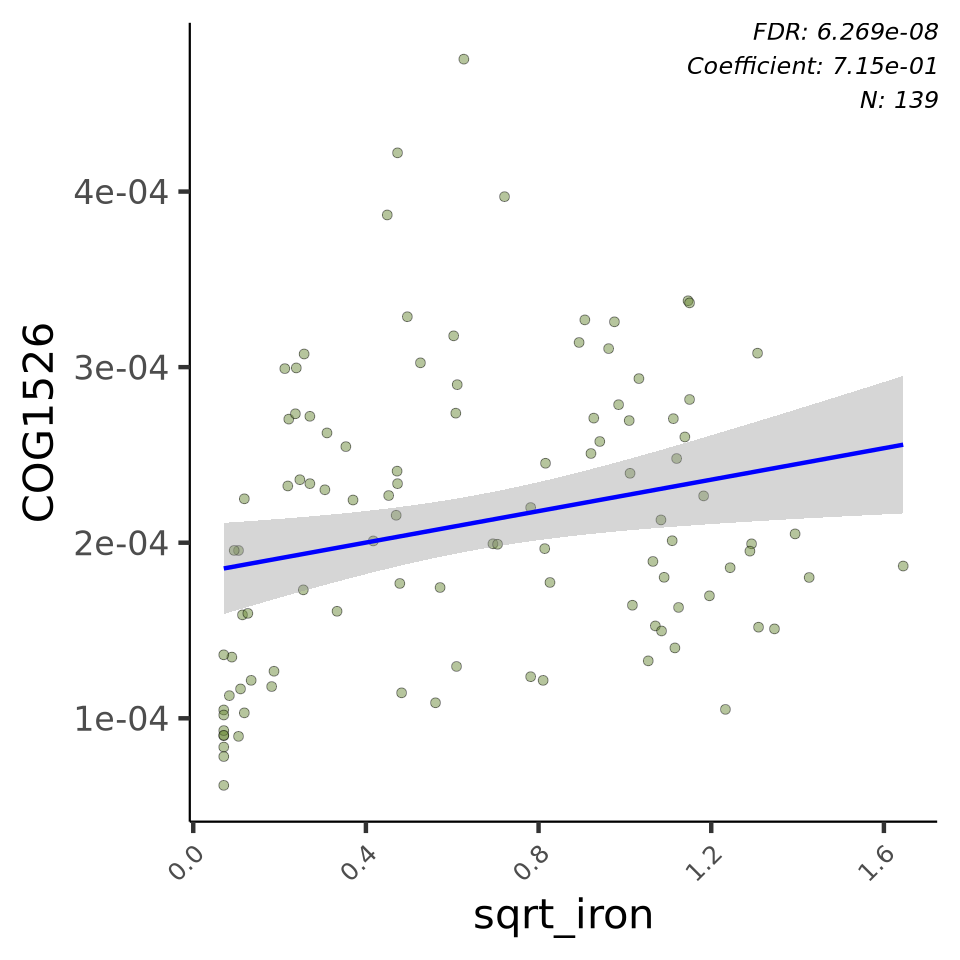 FDR: 6.269e-08
Coefficient: 7.15e-01
N: 139
COG1526
4e-04
3e-04
2e-04
1e-04
0.0
0.4
0.8
1.2
1.6
sqrt_iron